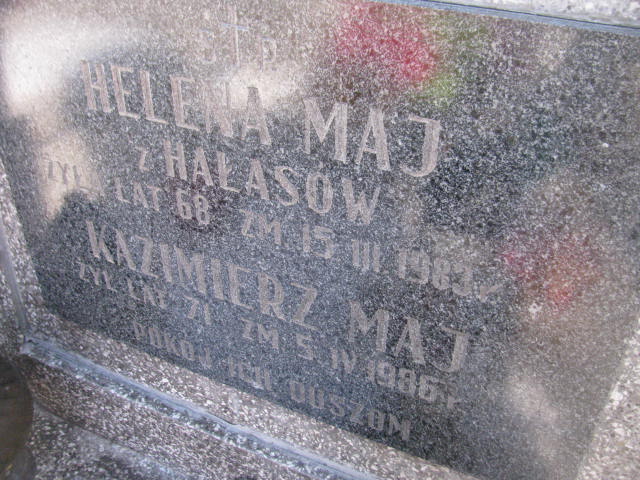 Ś † P
HELENA MAJ
Z HAŁASÓW
ŻYŁA LAT 68 ZM. 15 III 1983 r.
KAZIMIERZ MAJ
ŻYŁ LAT 71 ZM 5 IV 1986 r.
POKÓJ ICH DUSZOM